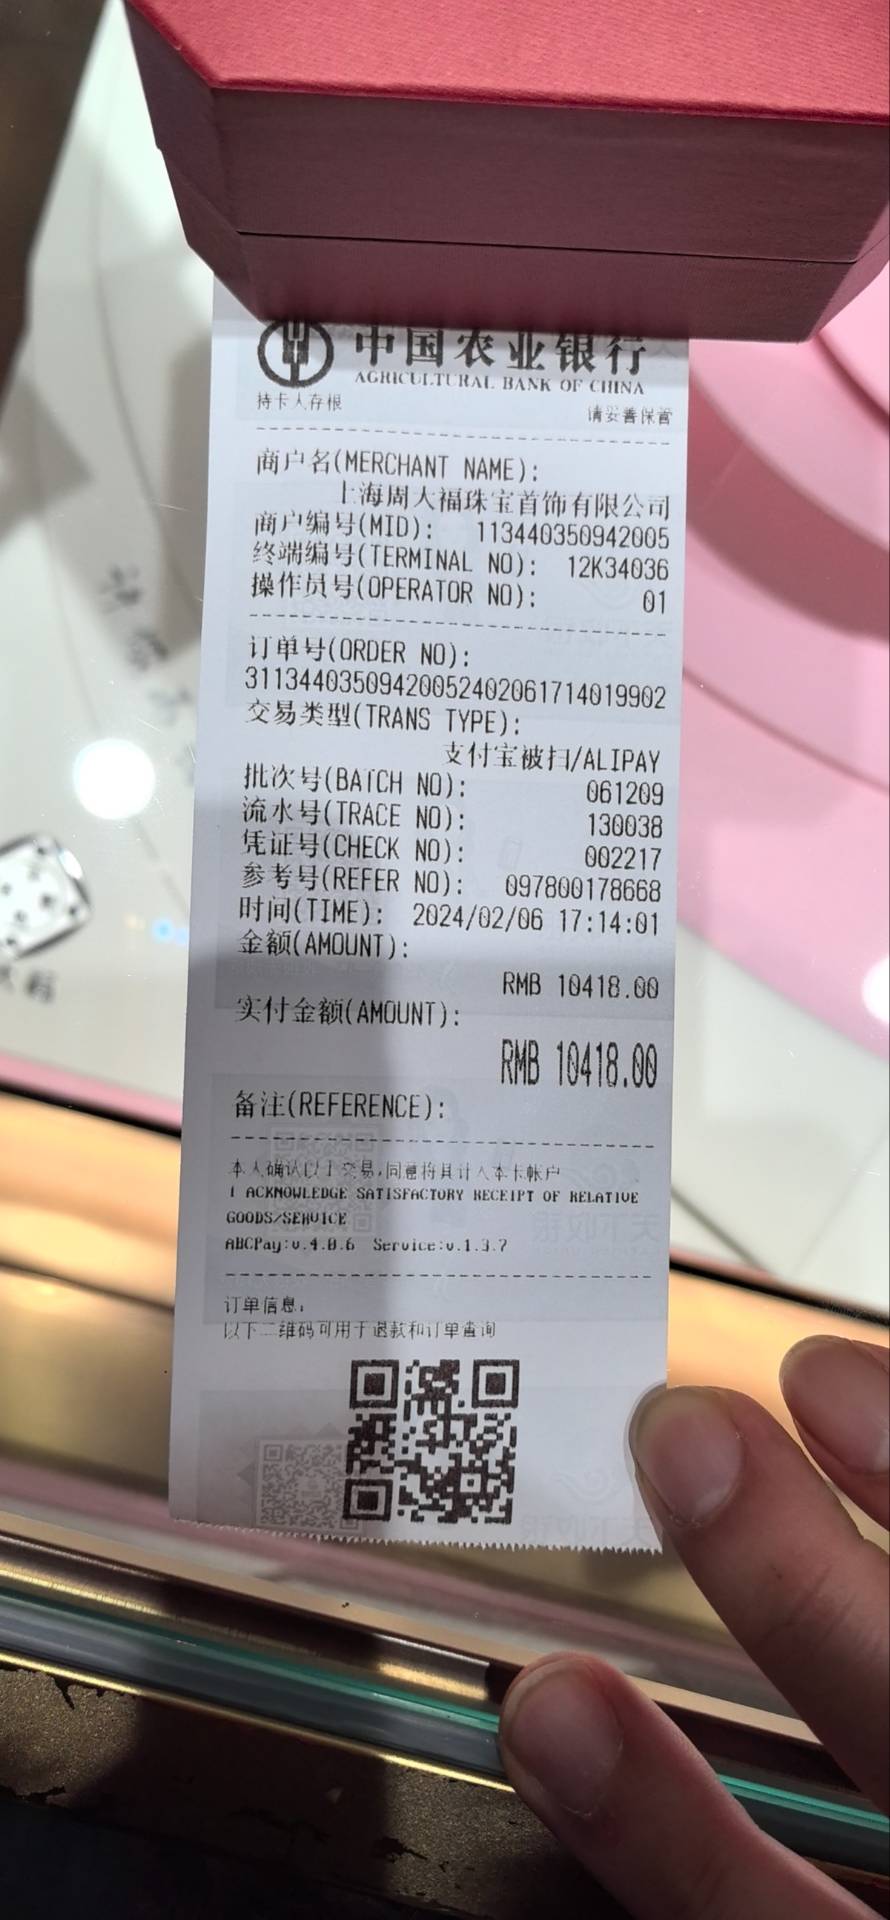 中国农业银行
AGRICULTURAL BANK OF CHINA
持卡人存根 请妥善保管
商户名(MERCHANT NAME):
上海周大福珠宝首饰有限公司
商户编号(MID): 113440350942005
终端编号(TERMINAL NO): 12K34036
操作员号(OPERATOR NO): 01
订单号(ORDER NO):
31134403509420052402061714019902
交易类型(TRANS TYPE):
支付宝被扫/ALIPAY
批次号(BATCH NO): 061209
流水号(TRACE NO): 130038
凭证号(CHECK NO): 002217
参考号(REFER NO): 097800178668
时间(TIME): 2024/02/06 17:14:01
金额(AMOUNT):
RMB 10418.00
实付金额(AMOUNT):
RMB 10418.00
备注(REFERENCE):
本人确认以上交易,同意将其计入本卡帐户
I ACKNOWLEDGE SATISFACTORY RECEIPT OF RELATIVE
GOODS/SERVICE
ABCPay:v.4.0.6 Service:v.1.3.7
订单信息:
以下二维码可用于退款和订单查询